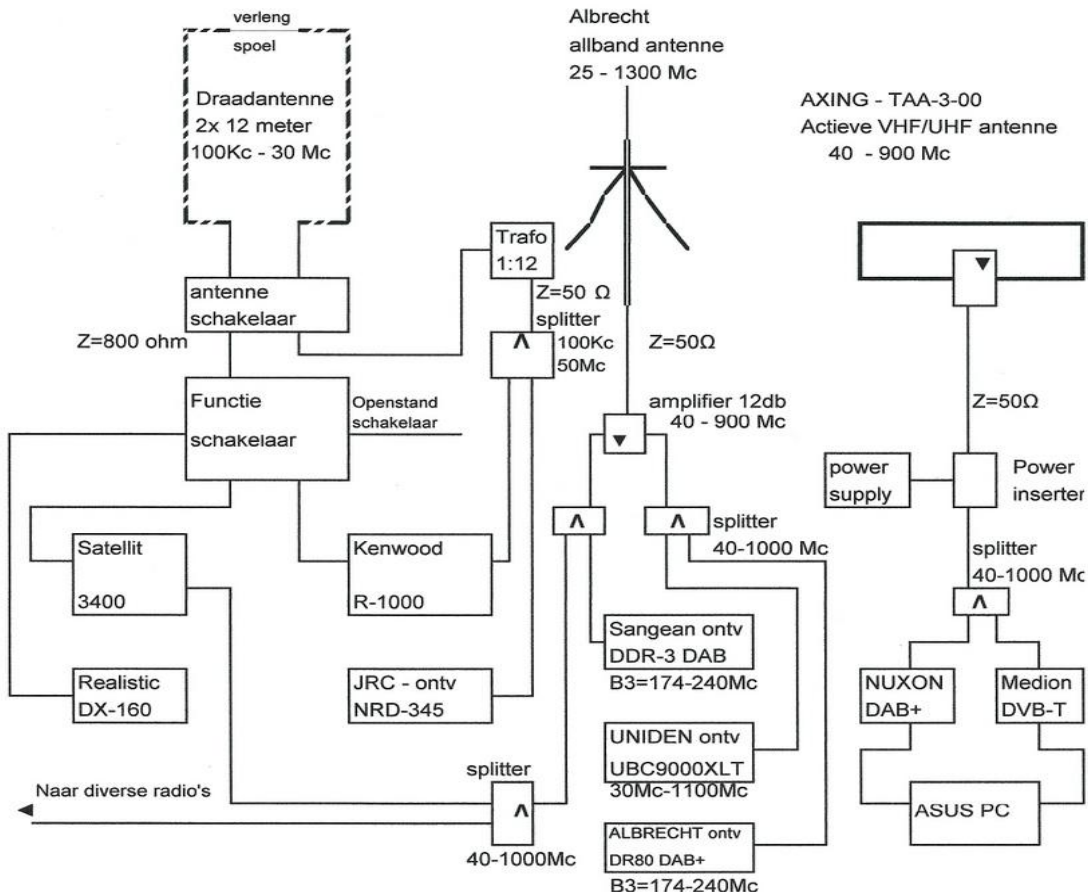 verleng
spoel
Draadantenne
2x 12 meter
100Kc - 30 Mc
antenne
schakelaar
Z=800 ohm
Functie
schakelaar
Openstand
schakelaar
Satellit
3400
Kenwood
R-1000
Realistic
DX-160
JRC - ontv
NRD-345
Naar diverse radio's
splitter
Λ
40-1000Mc
Trafo
1:12
Z=50 Ω
splitter
Λ
100Kc
50Mc
Albrecht
allband antenne
25 - 1300 Mc
Z=50Ω
amplifier 12db
40 - 900 Mc
Λ
Λ
splitter
40-1000 Mc
Sangean ontv
DDR-3 DAB
B3=174-240Mc
UNIDEN ontv
UBC9000XLT
30Mc-1100Mc
ALBRECHT ontv
DR80 DAB+
B3=174-240Mc
AXING - TAA-3-00
Actieve VHF/UHF antenne
40 - 900 Mc
Z=50Ω
power
supply
Power
inserter
splitter
40-1000 Mc
Λ
NUXON
DAB+
Medion
DVB-T
ASUS PC